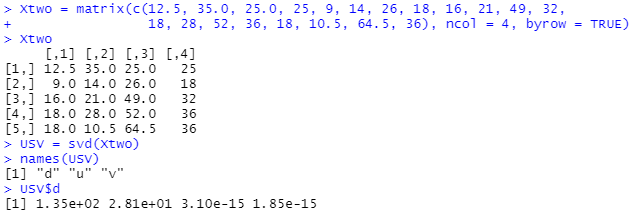 > Xtwo = matrix(c(12.5, 35.0, 25.0, 25, 9, 14, 26, 18, 16, 21, 49, 32,
+ 18, 28, 52, 36, 18, 10.5, 64.5, 36), ncol = 4, byrow = TRUE)
> Xtwo
[,1] [,2] [,3] [,4]
[1,] 12.5 35.0 25.0 25
[2,] 9.0 14.0 26.0 18
[3,] 16.0 21.0 49.0 32
[4,] 18.0 28.0 52.0 36
[5,] 18.0 10.5 64.5 36
> USV = svd(Xtwo)
> names(USV)
[1] "d" "u" "v"
> USV$d
[1] 1.35e+02 2.81e+01 3.10e-15 1.85e-15